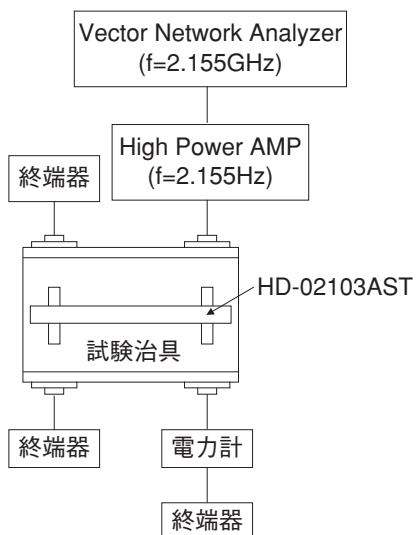 Vector Network Analyzer
(f=2.155GHz)
High Power AMP
(f=2.155Hz)
終端器
HD-02103AST
試験治具
終端器
電力計
終端器